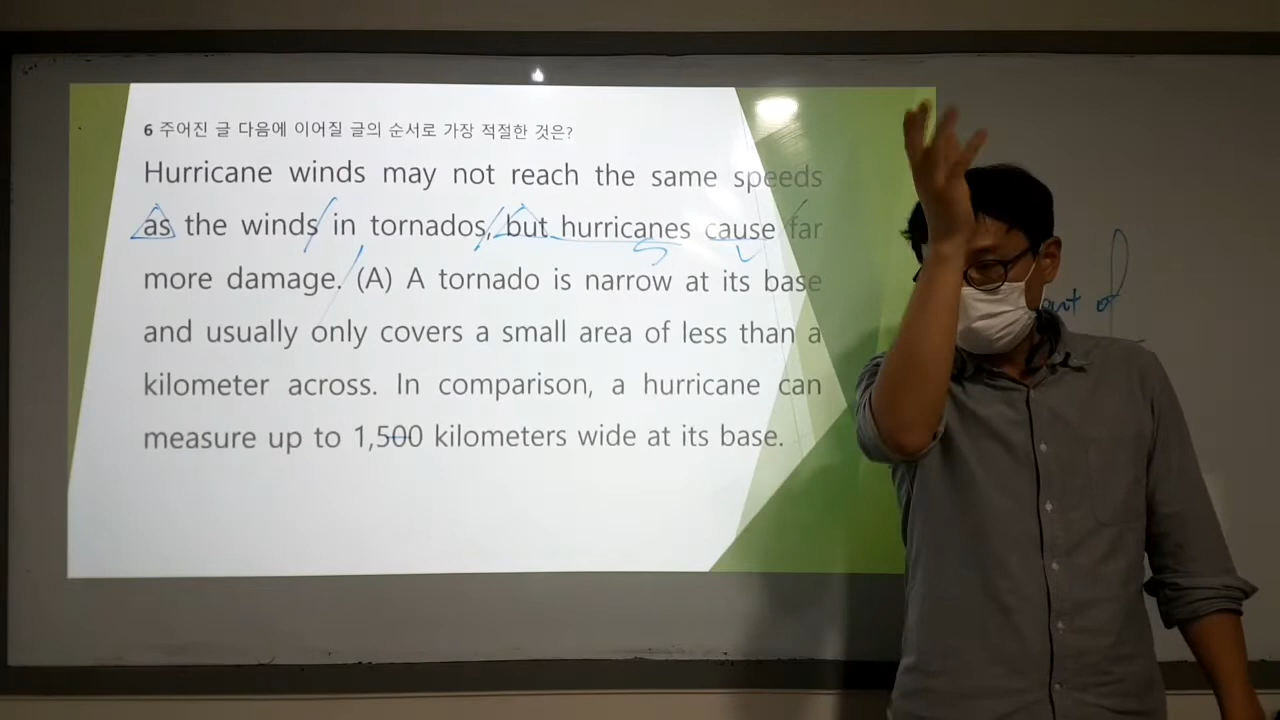 6 주어진 글 다음에 이어질 글의 순서로 가장 적절한 것은?
Hurricane winds may not reach the same speeds
as the winds in tornados, but hurricanes cause far
more damage. (A) A tornado is narrow at its base
and usually only covers a small area of less than a
kilometer across. In comparison, a hurricane can
measure up to 1,500 kilometers wide at its base.
S
V
of